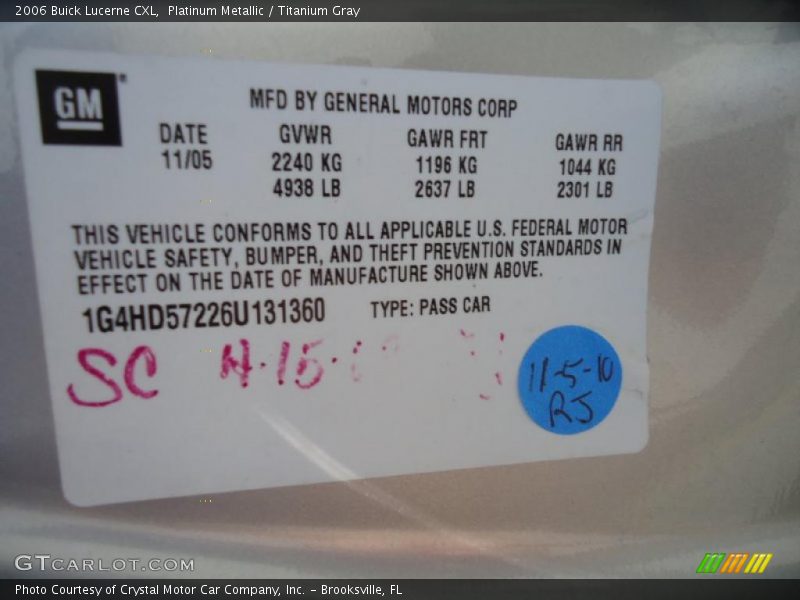 2006 Buick Lucerne CXL,  Platinum Metallic / Titanium Gray
GM
MFD BY GENERAL MOTORS CORP
DATE GVWR GAWR FRT GAWR RR
11/05 2240 KG 1196 KG 1044 KG
4938 LB 2637 LB 2301 LB
THIS VEHICLE CONFORMS TO ALL APPLICABLE U.S. FEDERAL MOTOR
VEHICLE SAFETY, BUMPER, AND THEFT PREVENTION STANDARDS IN
EFFECT ON THE DATE OF MANUFACTURE SHOWN ABOVE.
1G4HD57226U131360 TYPE: PASS CAR
SC
11-5-10
RJ
GTCARLOT.COM
Photo Courtesy of Crystal Motor Car Company, Inc. – Brooksville, FL